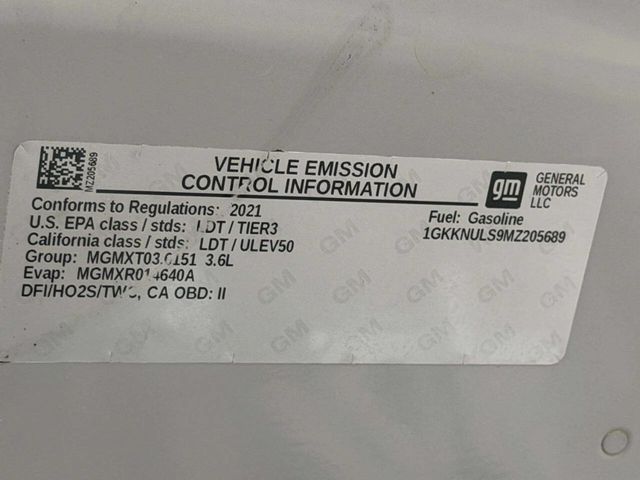 MZ205689
VEHICLE EMISSION
CONTROL INFORMATION
gm
GENERAL
MOTORS
LLC
Conforms to Regulations: 2021
U.S. EPA class / stds: LDT / TIER3
California class / stds: LDT / ULEV50
Group: MGMXT03.6151 3.6L
Evap: MGMXR014640A
DFI/HO2S/TWC, CA OBD: II
Fuel: Gasoline
1GKKNULS9MZ205689